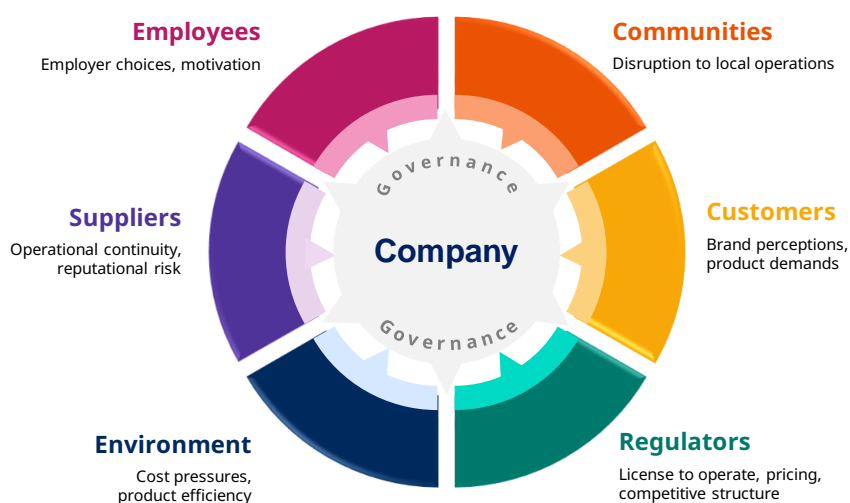 Employees
Employer choices, motivation
Communities
Disruption to local operations
Suppliers
Operational continuity,
reputational risk
Governance
Company
Governance
Customers
Brand perceptions,
product demands
Environment
Cost pressures,
product efficiency
Regulators
License to operate, pricing,
competitive structure